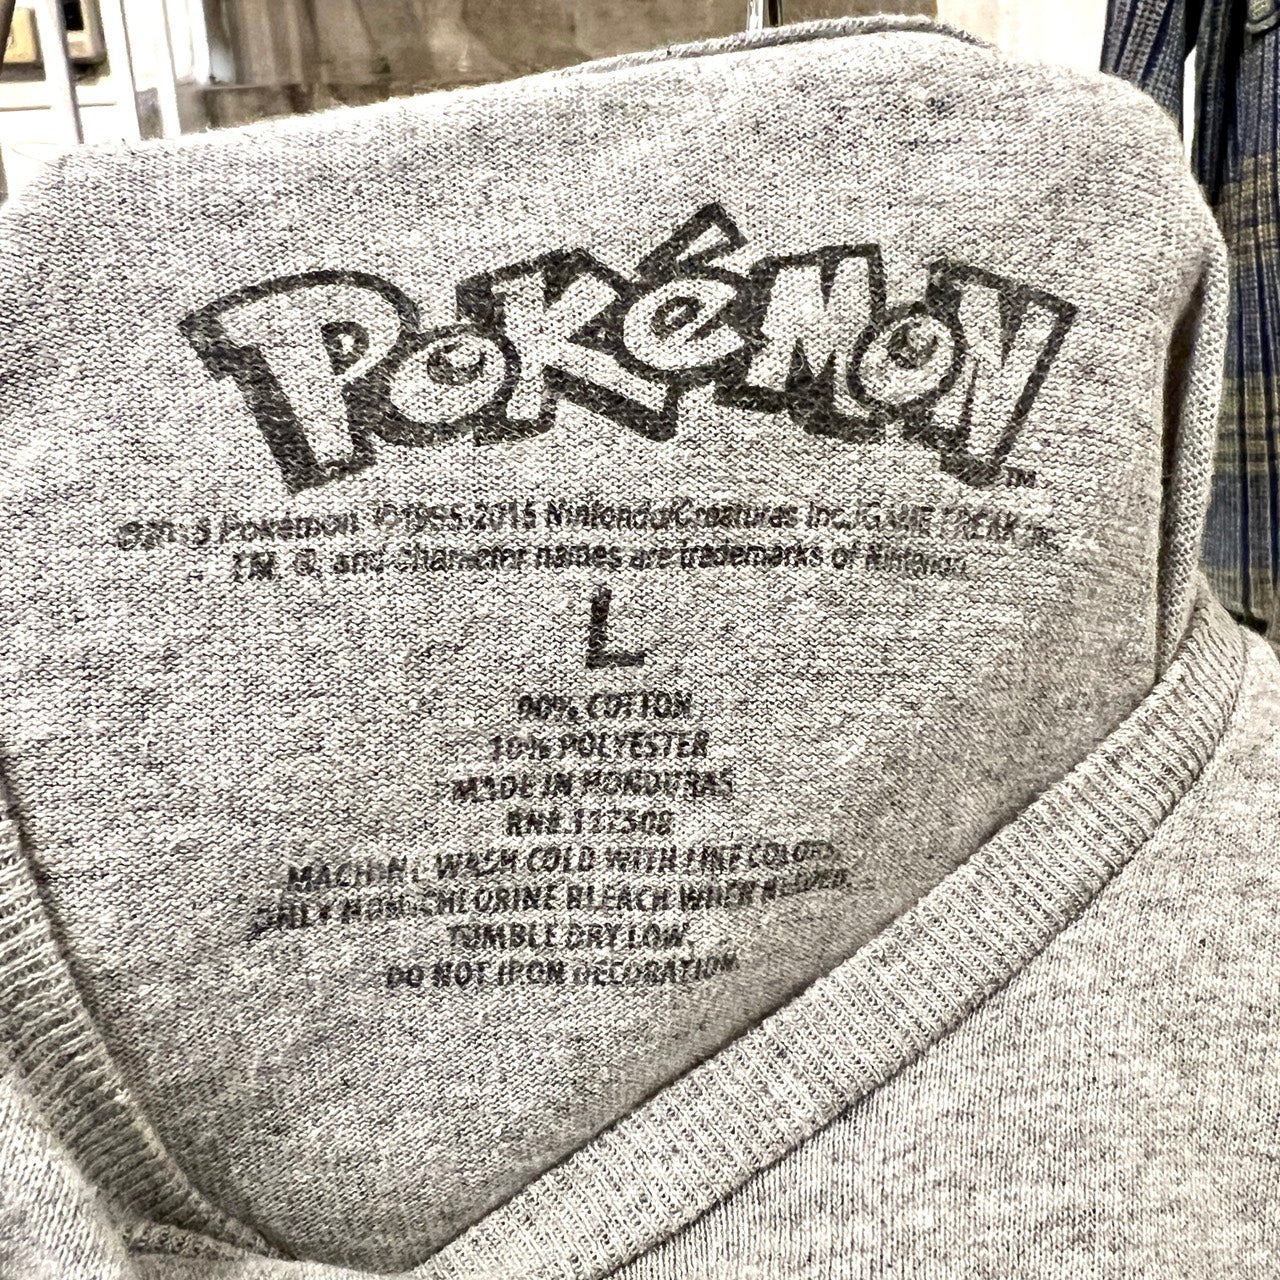 POKÉMON™
©2015 Pokémon. ©1995-2015 Nintendo/Creatures Inc./GAME FREAK inc.
TM, ®, and character names are trademarks of Nintendo.
L
90% COTTON
10% POLYESTER
MADE IN HONDURAS
MACHINE WASH COLD WITH LIKE COLORS.
ONLY NON-CHLORINE BLEACH WHEN NEEDED.
TUMBLE DRY LOW.
DO NOT IRON DECORATION.